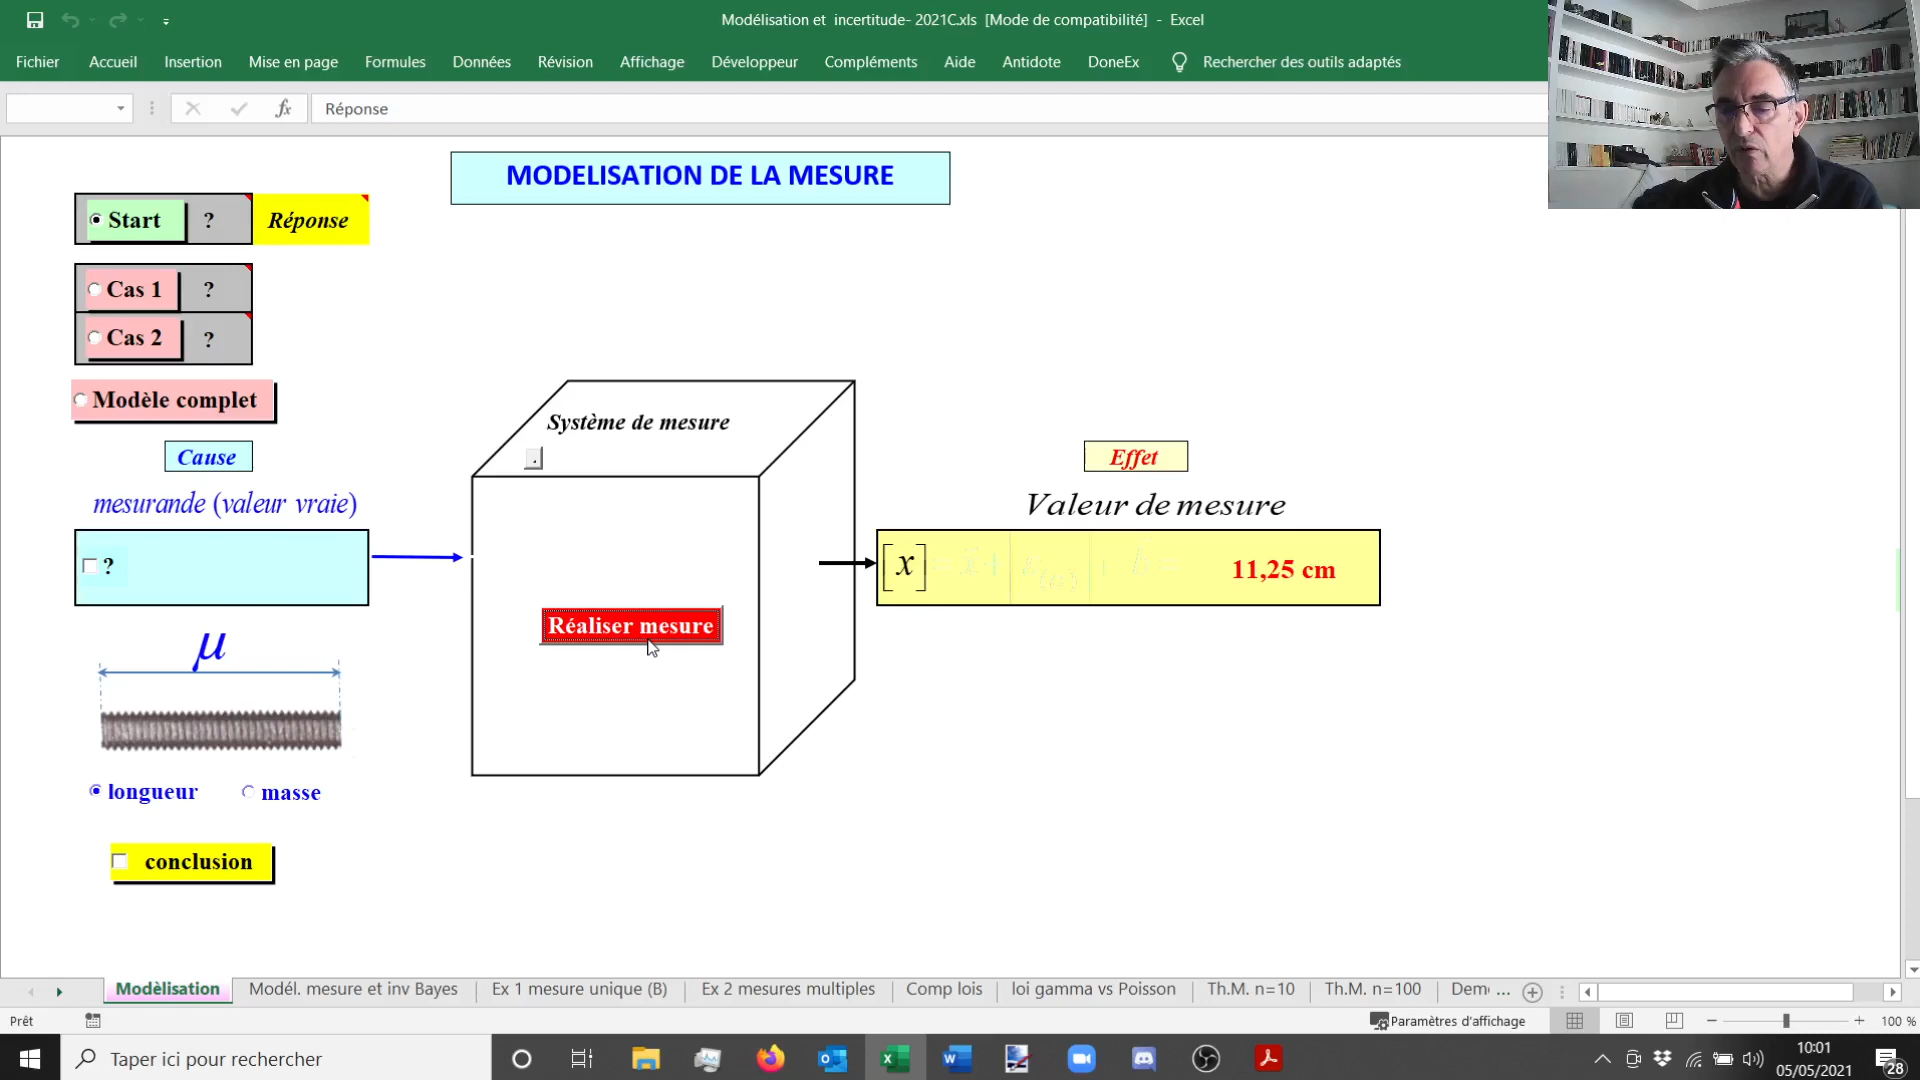 Modélisation et incertitude- 2021C.xls [Mode de compatibilité] - Excel
Fichier Accueil Insertion Mise en page Formules Données Révision Affichage Développeur Compléments Aide Antidote DoneEx Rechercher des outils adaptés
fx Réponse
MODELISATION DE LA MESURE
Start ? Réponse
Cas 1 ?
Cas 2 ?
Modèle complet
Système de mesure
.
Cause
Effet
mesurande (valeur vraie)
Valeur de mesure
?
[x] 11,25 cm
Réaliser mesure
μ
longueur masse
conclusion
Modèlisation Modél. mesure et inv Bayes Ex 1 mesure unique (B) Ex 2 mesures multiples Comp lois loi gamma vs Poisson Th.M. n=10 Th.M. n=100 Dem ...
Prêt Paramètres d'affichage 100 %
Taper ici pour rechercher
10:01
05/05/2021
28